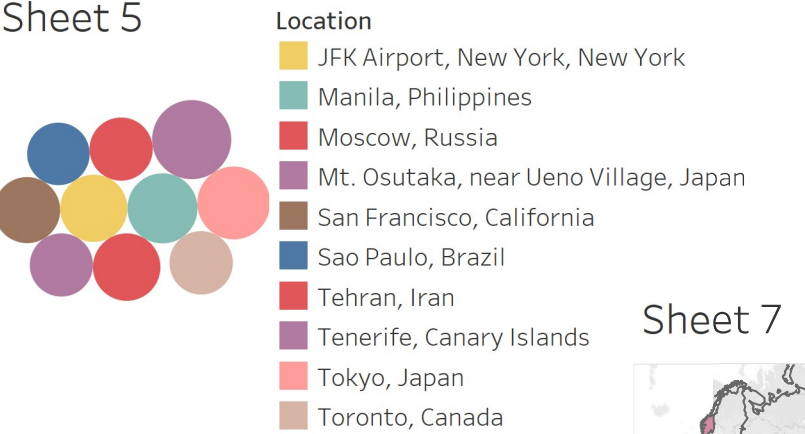 Sheet 5
Location
JFK Airport, New York, New York
Manila, Philippines
Moscow, Russia
Mt. Osutaka, near Ueno Village, Japan
San Francisco, California
Sao Paulo, Brazil
Tehran, Iran
Tenerife, Canary Islands
Tokyo, Japan
Toronto, Canada
Sheet 7